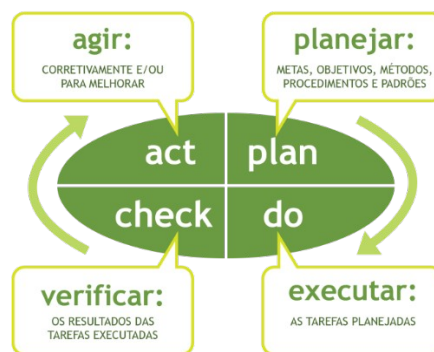 agir:
CORRETIVAMENTE E/OU
PARA MELHORAR
planejar:
METAS, OBJETIVOS, MÉTODOS,
PROCEDIMENTOS E PADRÕES
act
plan
check
do
verificar:
OS RESULTADOS DAS
TAREFAS EXECUTADAS
executar:
AS TAREFAS PLANEJADAS